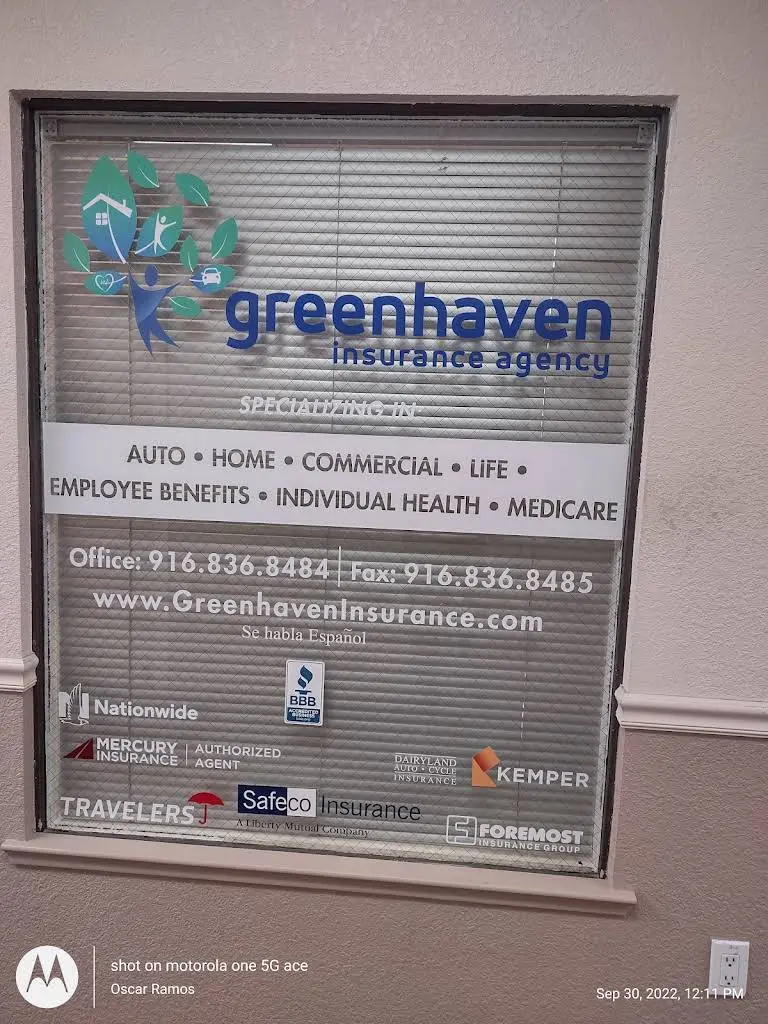 greenhaven
insurance agency
SPECIALIZING IN:
AUTO • HOME • COMMERCIAL • LIFE •
EMPLOYEE BENEFITS • INDIVIDUAL HEALTH • MEDICARE
Office: 916.836.8484 | Fax: 916.836.8485
www.GreenhavenInsurance.com
Se habla Español
BBB
ACCREDITED
BUSINESS
Nationwide
MERCURY
INSURANCE | AUTHORIZED
AGENT
DAIRYLAND
AUTO • CYCLE
INSURANCE
KEMPER
TRAVELERS
Safeco Insurance
A Liberty Mutual Company
FOREMOST
INSURANCE GROUP
shot on motorola one 5G ace
Oscar Ramos
Sep 30, 2022, 12:11 PM